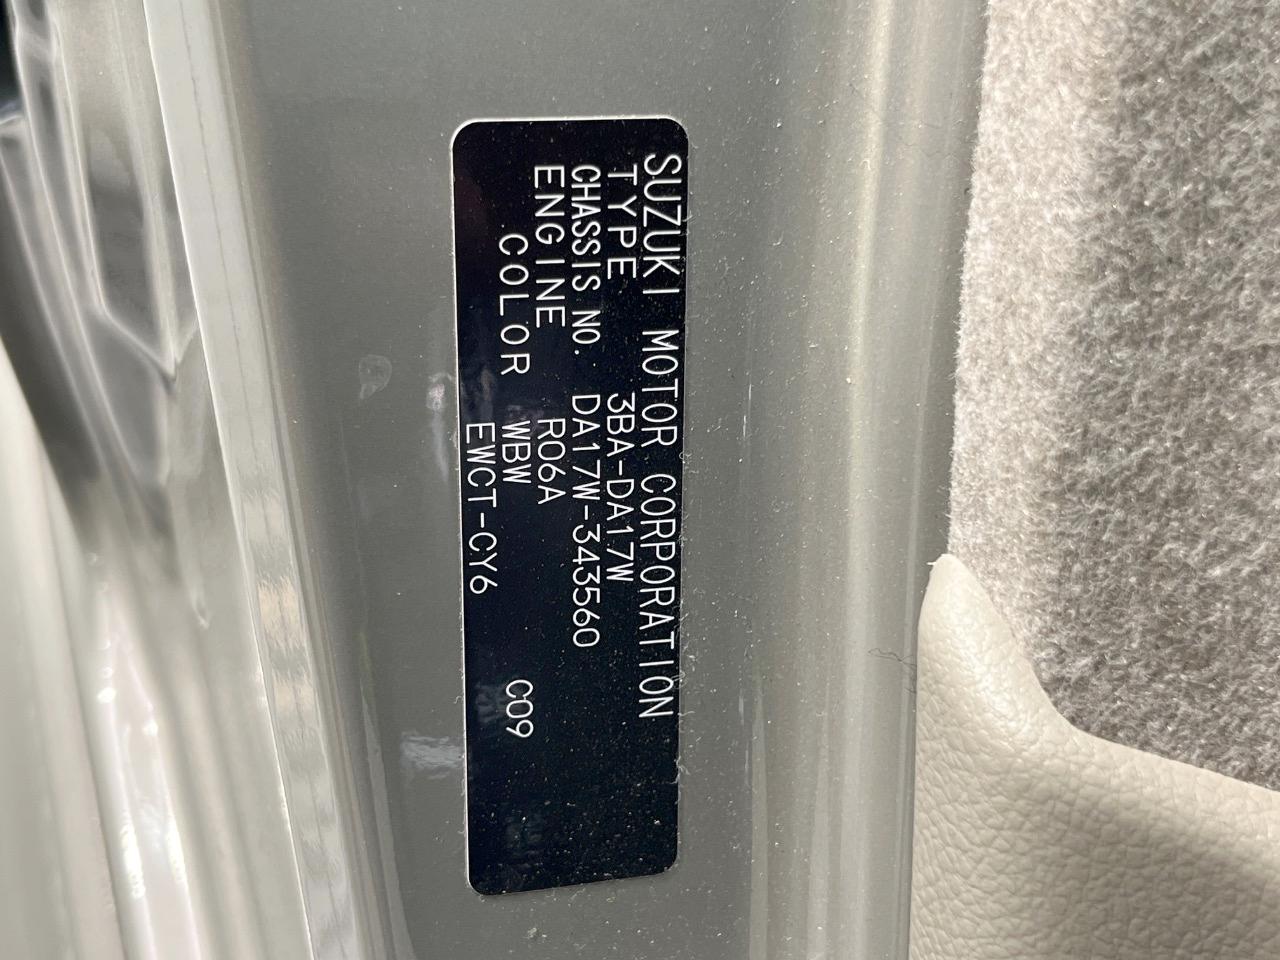 SUZUKI MOTOR CORPORATION
TYPE 3BA-DA17W
CHASSIS NO. DA17W-343560
ENGINE R06A
COLOR WBW C09
EWCT-CY6